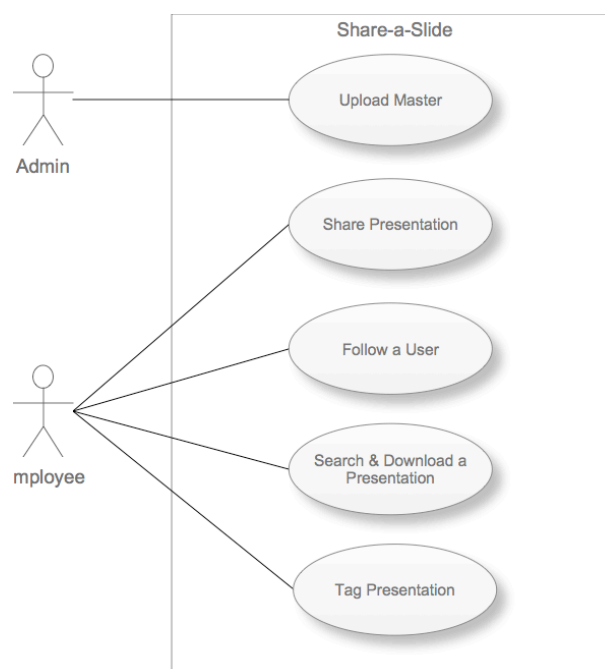 Share-a-Slide
Upload Master
Admin
Share Presentation
Follow a User
mployee
Search & Download a
Presentation
Tag Presentation